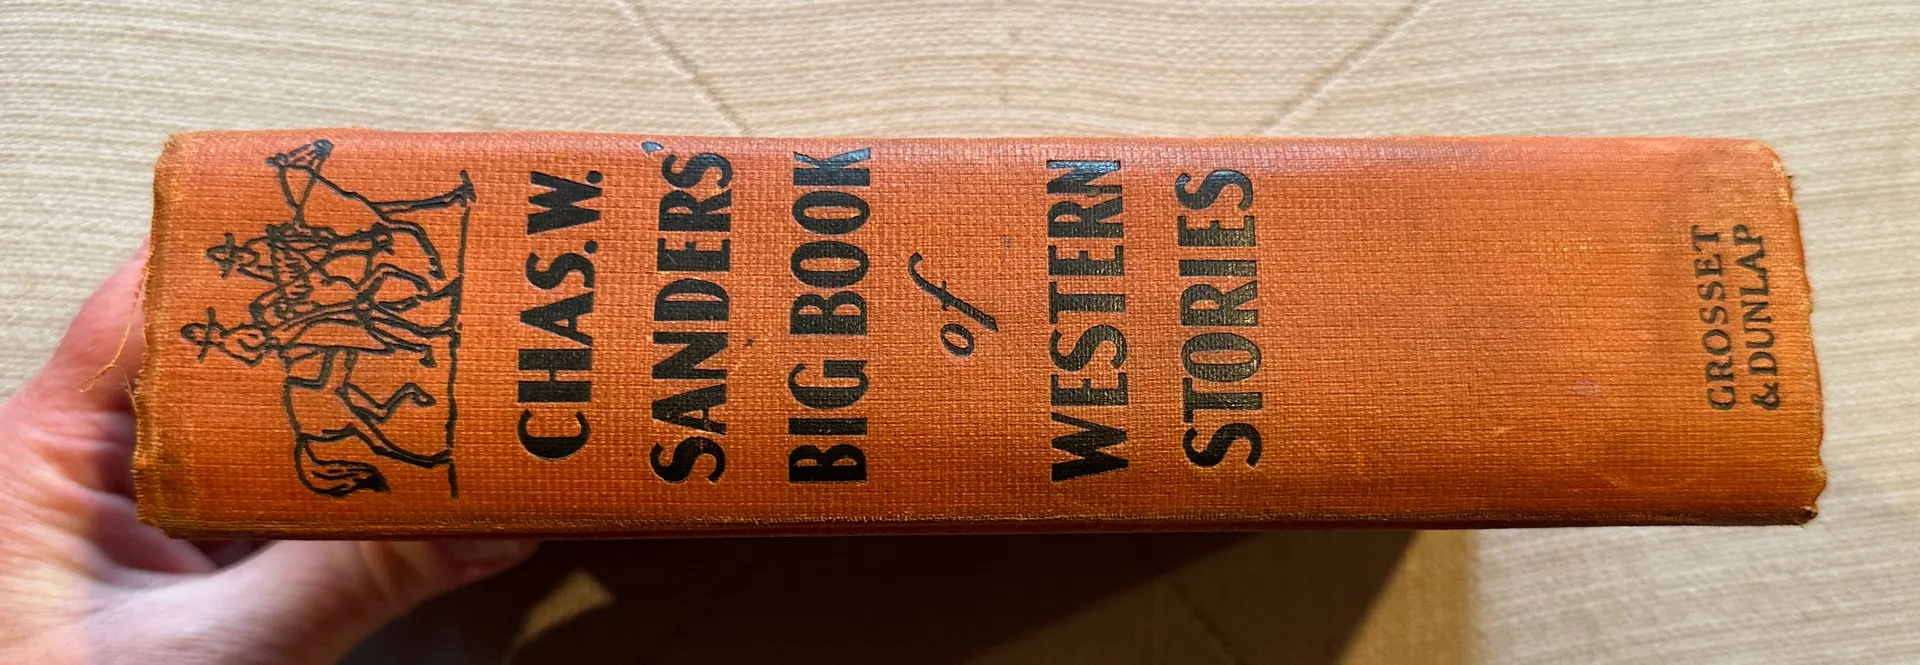 CHAS. W.
SANDERS'
BIG BOOK
of
WESTERN
STORIES
GROSSET
& DUNLAP